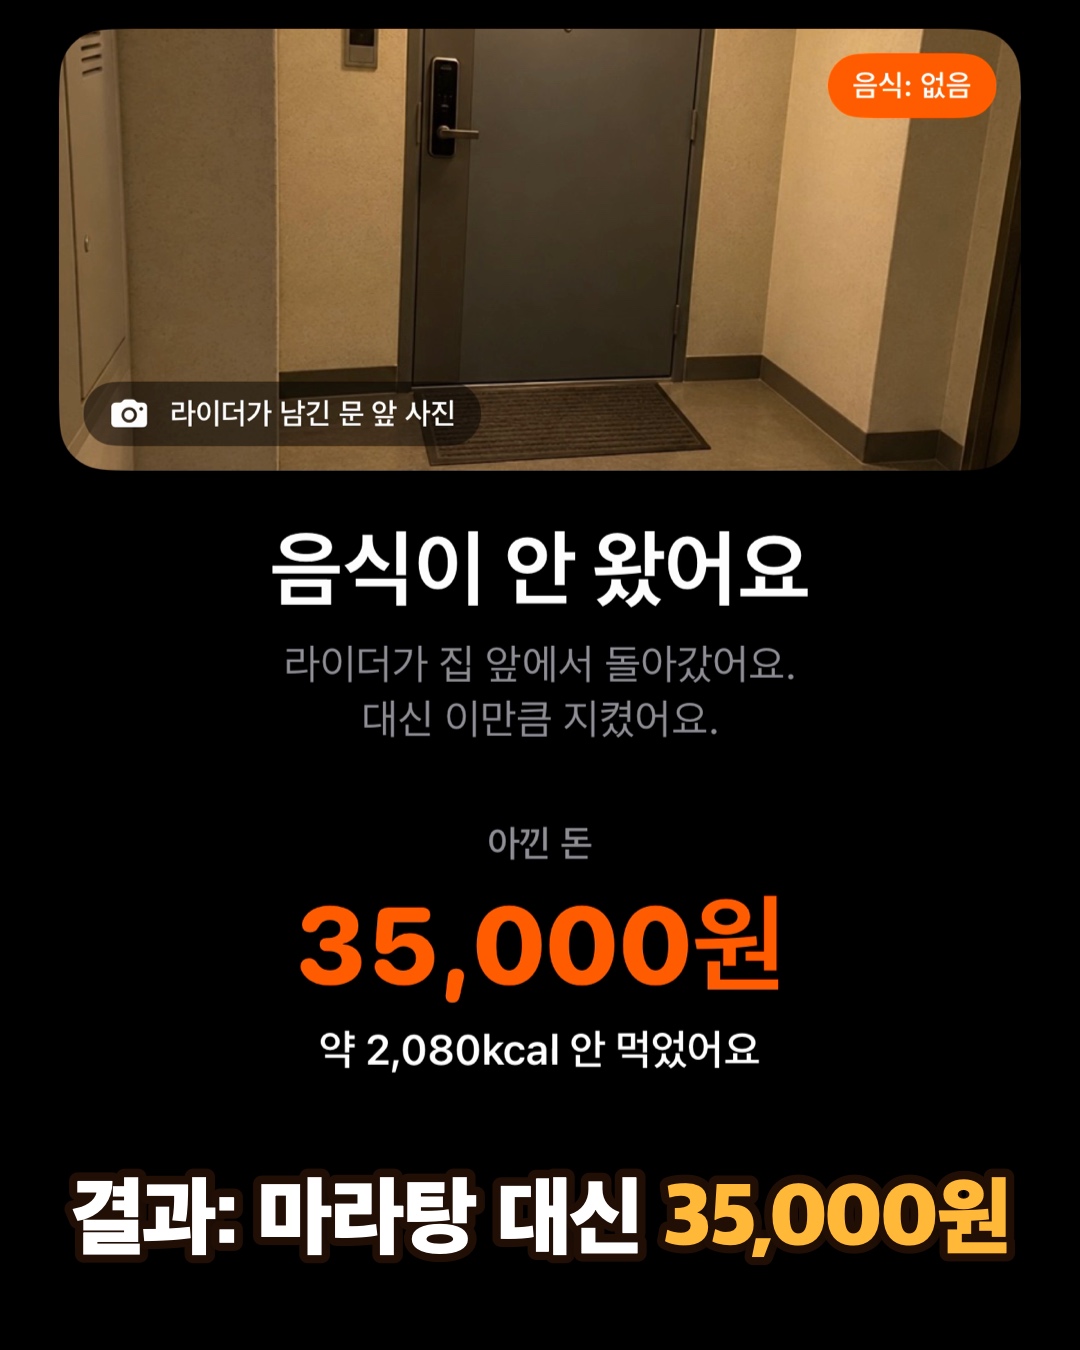 음식: 없음
라이더가 남긴 문 앞 사진
음식이 안 왔어요
라이더가 집 앞에서 돌아갔어요.
대신 이만큼 지켰어요.
아낀 돈
35,000원
약 2,080kcal 안 먹었어요
결과: 마라탕 대신 35,000원